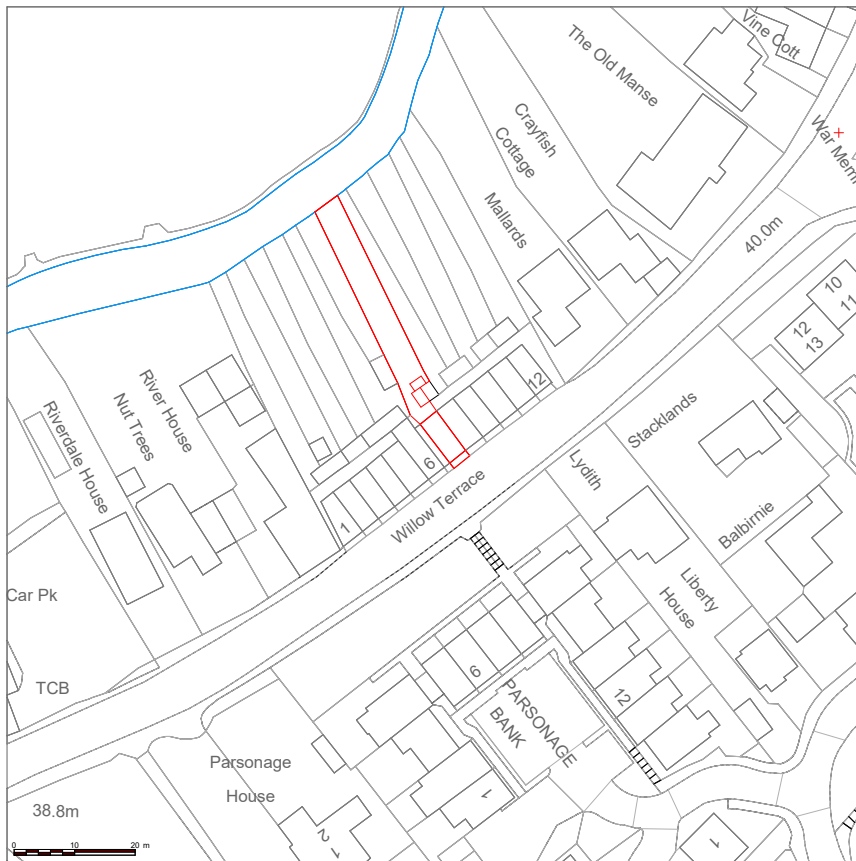 Vine Cott
The Old Manse
War Mem
Crayfish
Cottage
Mallards
40.0m
10
11
12
13
River House
Nut Trees
Riverdale House
12
6
1
Willow Terrace
Stacklands
Lydith
Balbirnie
Liberty
House
Car Pk
TCB
6
12
PARSONAGE
BANK
Parsonage
House
1
2
1
1
38.8m
0 10 20 m